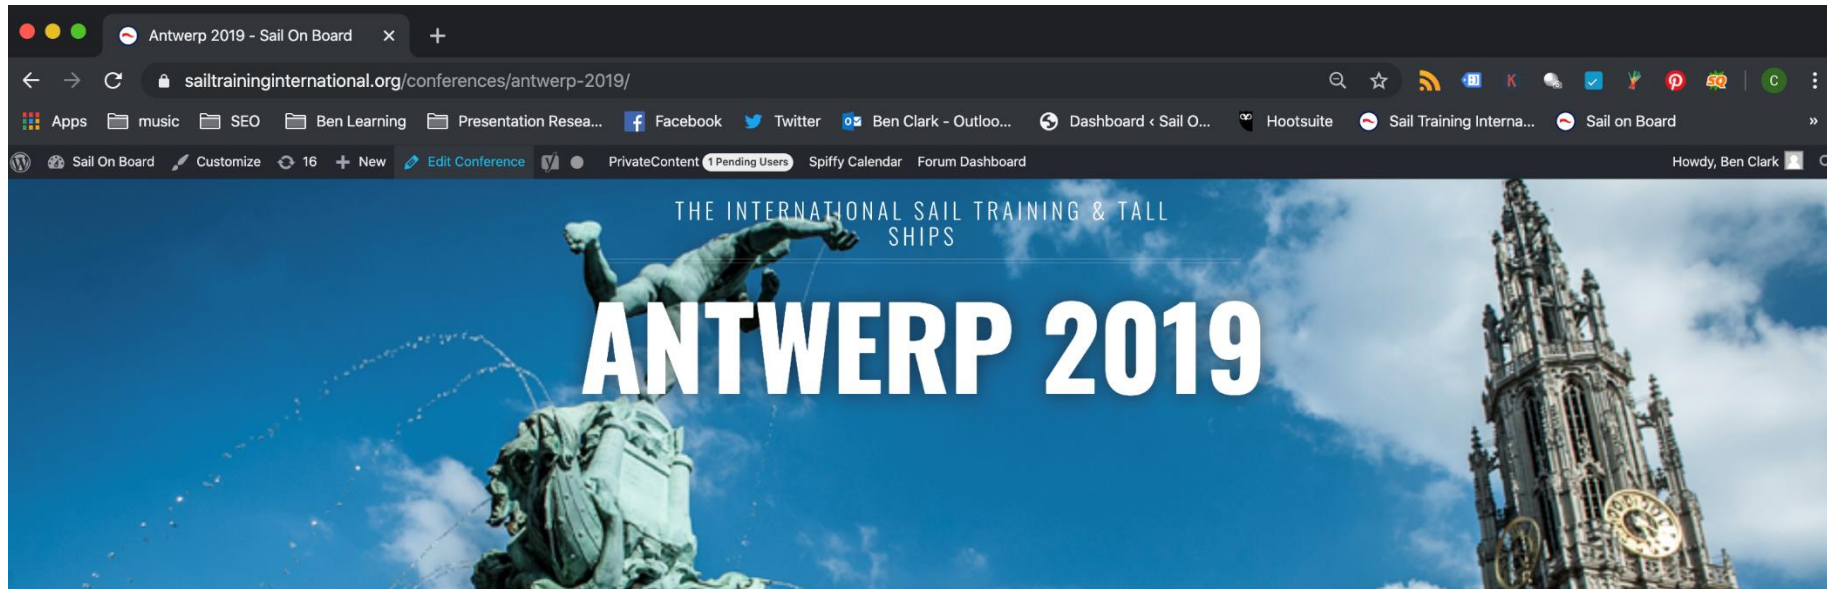 Antwerp 2019 - Sail On Board
sailtraininginternational.org/conferences/antwerp-2019/
Apps music SEO Ben Learning Presentation Resea... Facebook Twitter Ben Clark - Outloo... Dashboard ‹ Sail O... Hootsuite Sail Training Interna... Sail on Board »
Sail On Board Customize 16 + New Edit Conference PrivateContent 1 Pending Users Spiffy Calendar Forum Dashboard Howdy, Ben Clark
THE INTERNATIONAL SAIL TRAINING & TALL
SHIPS
ANTWERP 2019